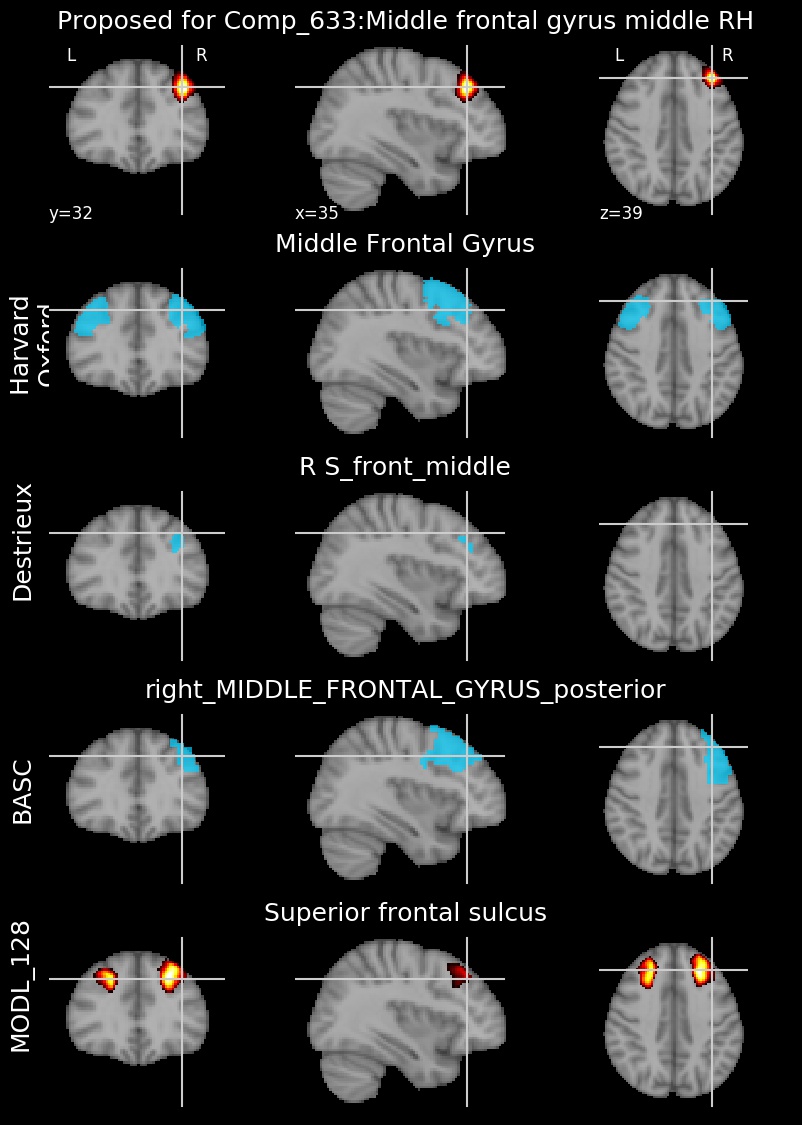 Proposed for Comp_633:Middle frontal gyrus middle RH
L R L R
y=32 x=35 z=39
Middle Frontal Gyrus
Harvard
Oxford
R S_front_middle
Destrieux
right_MIDDLE_FRONTAL_GYRUS_posterior
BASC
Superior frontal sulcus
MODL_128